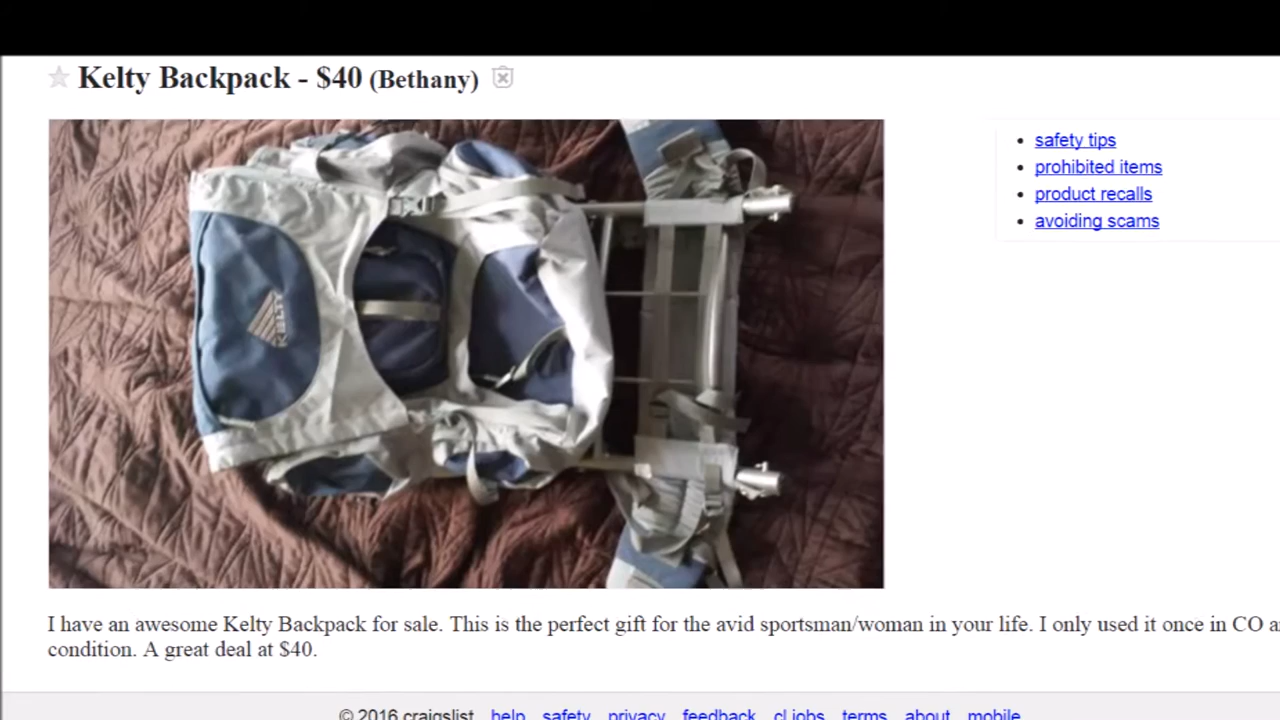 Kelty Backpack - $40 (Bethany)
safety tips
prohibited items
product recalls
avoiding scams
KELTY
I have an awesome Kelty Backpack for sale. This is the perfect gift for the avid sportsman/woman in your life. I only used it once in CO
condition. A great deal at $40.
© 2016 craigslist help safety privacy feedback cl jobs terms about mobile